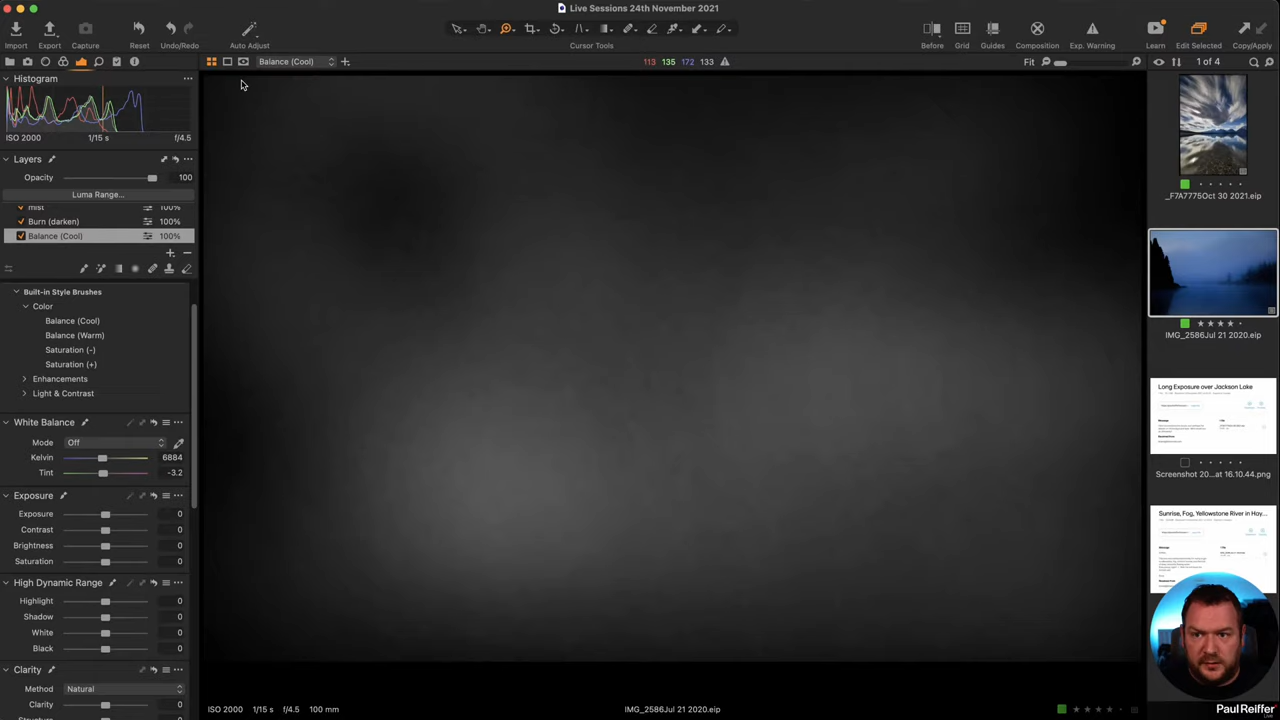 Live Sessions 24th November 2021
Import
Export
Capture
Reset
Undo/Redo
Auto Adjust
Cursor Tools
Before
Grid
Guides
Composition
Exp. Warning
Learn
Edit Selected
Copy/Apply
Balance (Cool)
113 135 172 133
Fit
1 of 4
Histogram
ISO 2000
1/15 s
f/4.5
Layers
Opacity
100
Luma Range...
mist
100%
Burn (darken)
100%
Balance (Cool)
100%
Built-in Style Brushes
Color
Balance (Cool)
Balance (Warm)
Saturation (-)
Saturation (+)
Enhancements
Light & Contrast
White Balance
Mode
Off
Kelvin
6884
Tint
-3.2
Exposure
Exposure
0
Contrast
0
Brightness
0
Saturation
0
High Dynamic Range
Highlight
0
Shadow
0
White
0
Black
0
Clarity
Method
Natural
Clarity
0
ISO 2000
1/15 s
f/4.5
100 mm
IMG_2586Jul 21 2020.eip
_F7A7775Oct 30 2021.eip
IMG_2586Jul 21 2020.eip
Long Exposure over Jackson Lake
Screenshot 20...at 16.10.44.png
Sunrise, Fog, Yellowstone River in Hay...
PaulReiffer
Live